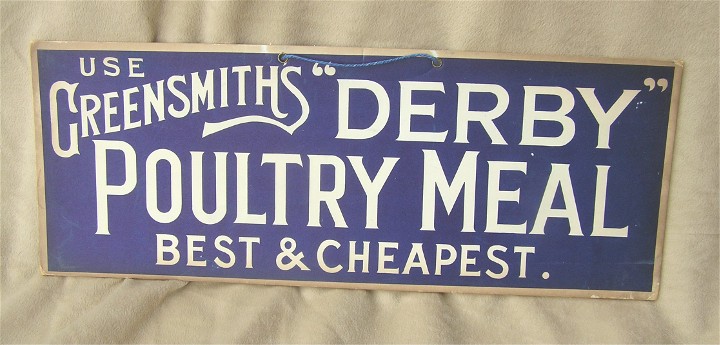 USE
GREENSMITHS "DERBY"
POULTRY MEAL
BEST & CHEAPEST.